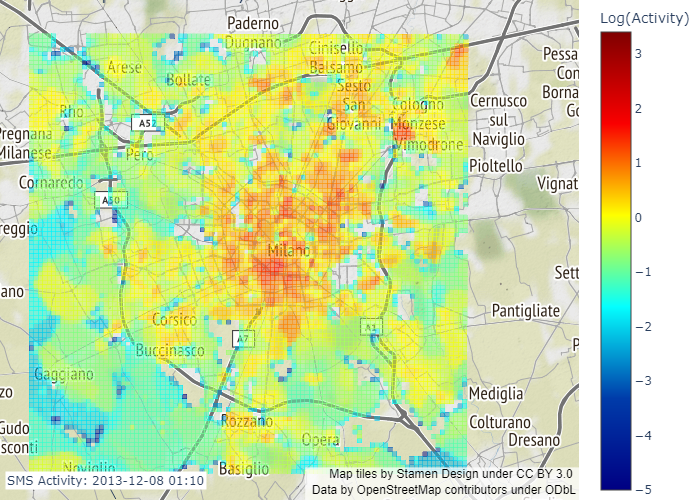 Log(Activity)
Paderno
Dugnano
Cinisello
Balsamo
Arese
Bollate
Sesto
San
Giovanni
Rho
A52
Cologno
Monzese
Vimodrone
Cernusco
sul
Naviglio
Pessa
Con
Borna
Go
Pregnana
Milanese
Pero
Pioltello
Cornaredo
A50
Vignat
reggio
Milano
Sett
ano
Pantigliate
Corsico
A7
A1
Buccinasco
P
Gaggiano
zo
Mediglia
Rozzano
Colturano
Gudo
sconti
Opera
Dresano
Noviglio
Basiglio
SMS Activity: 2013-12-08 01:10
Map tiles by Stamen Design under CC BY 3.0
Data by OpenStreetMap contributors under ODbL
3
2
1
0
−1
−2
−3
−4
−5